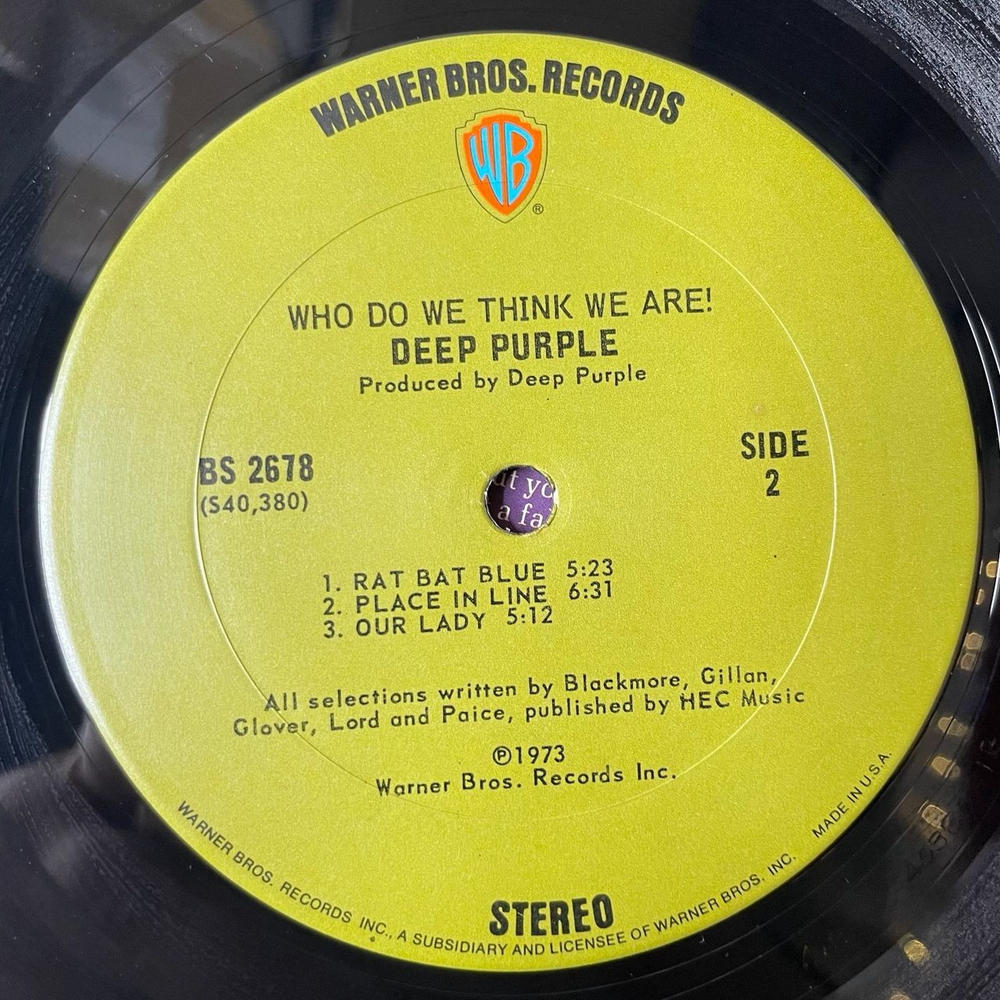 WARNER BROS. RECORDS
WB
®
WHO DO WE THINK WE ARE!
DEEP PURPLE
Produced by Deep Purple
BS 2678
(S40,380)
SIDE
2
ut yo
a fa
1. RAT BAT BLUE 5:23
2. PLACE IN LINE 6:31
3. OUR LADY 5:12
All selections written by Blackmore, Gillan,
Glover, Lord and Paice, published by HEC Music
℗1973
Warner Bros. Records Inc.
STEREO
WARNER BROS. RECORDS INC., A SUBSIDIARY AND LICENSEE OF WARNER BROS. INC. MADE IN U.S.A.